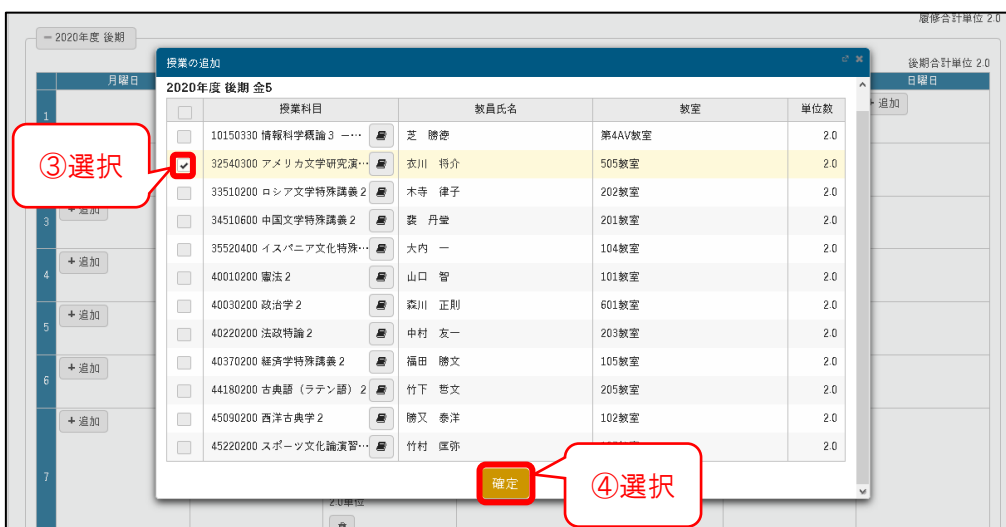 履修合計単位 2.0
− 2020年度 後期
後期合計単位 2.0
月曜日
日曜日
授業の追加
2020年度 後期 金5
授業科目 教員氏名 教室 単位数
10150330 情報科学概論3 ー… 芝 勝徳 第4AV教室 2.0
32540300 アメリカ文学研究演… 衣川 将介 505教室 2.0
33510200 ロシア文学特殊講義2 木寺 律子 202教室 2.0
34510600 中国文学特殊講義2 裴 丹瑩 201教室 2.0
35520400 イスパニア文化特殊… 大内 一 104教室 2.0
40010200 憲法2 山口 智 101教室 2.0
40030200 政治学2 森川 正則 601教室 2.0
40220200 法政特論2 中村 友一 203教室 2.0
40370200 経済学特殊講義2 福田 勝文 105教室 2.0
44180200 古典語（ラテン語）2 竹下 哲文 205教室 2.0
45090200 西洋古典学2 勝又 泰洋 102教室 2.0
45220200 スポーツ文化論演習… 竹村 匡弥 2.0
確定
③選択
④選択
1
追加
+ 追加
3
+ 追加
4
+ 追加
5
+ 追加
6
+ 追加
7
2.0単位